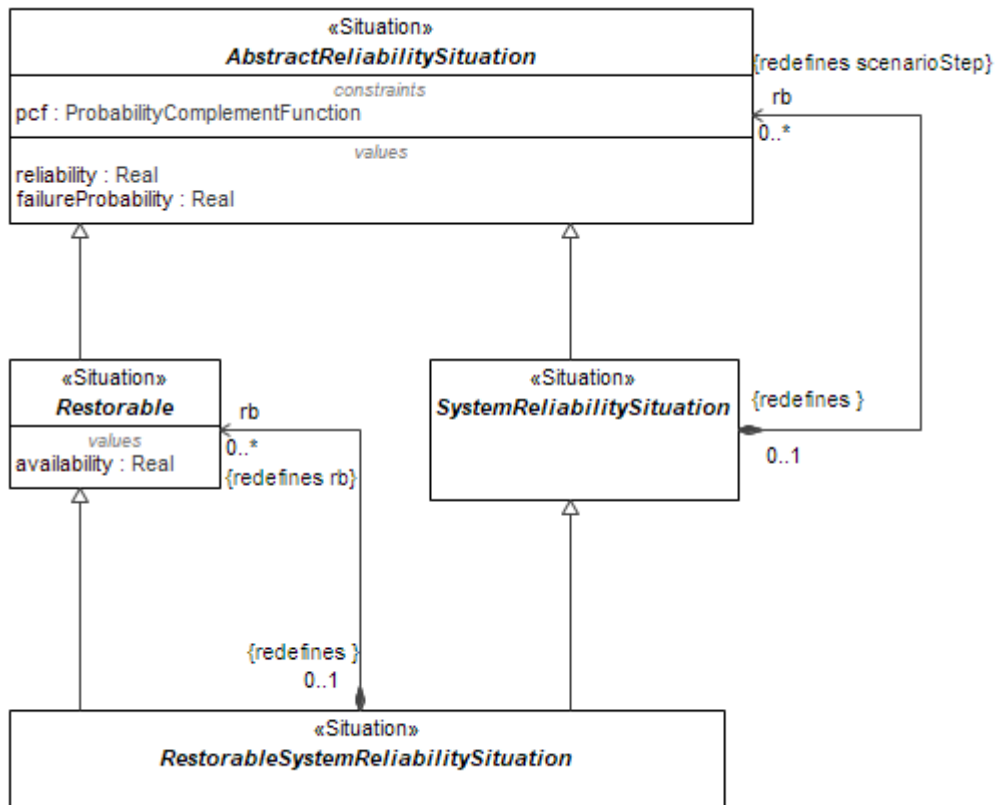 «Situation»
AbstractReliabilitySituation
constraints
pcf : ProbabilityComplementFunction
values
reliability : Real
failureProbability : Real
{redefines scenarioStep}
rb
0..*
«Situation»
Restorable
values
availability : Real
rb
0..*
{redefines rb}
«Situation»
SystemReliabilitySituation
{redefines }
0..1
{redefines }
0..1
«Situation»
RestorableSystemReliabilitySituation